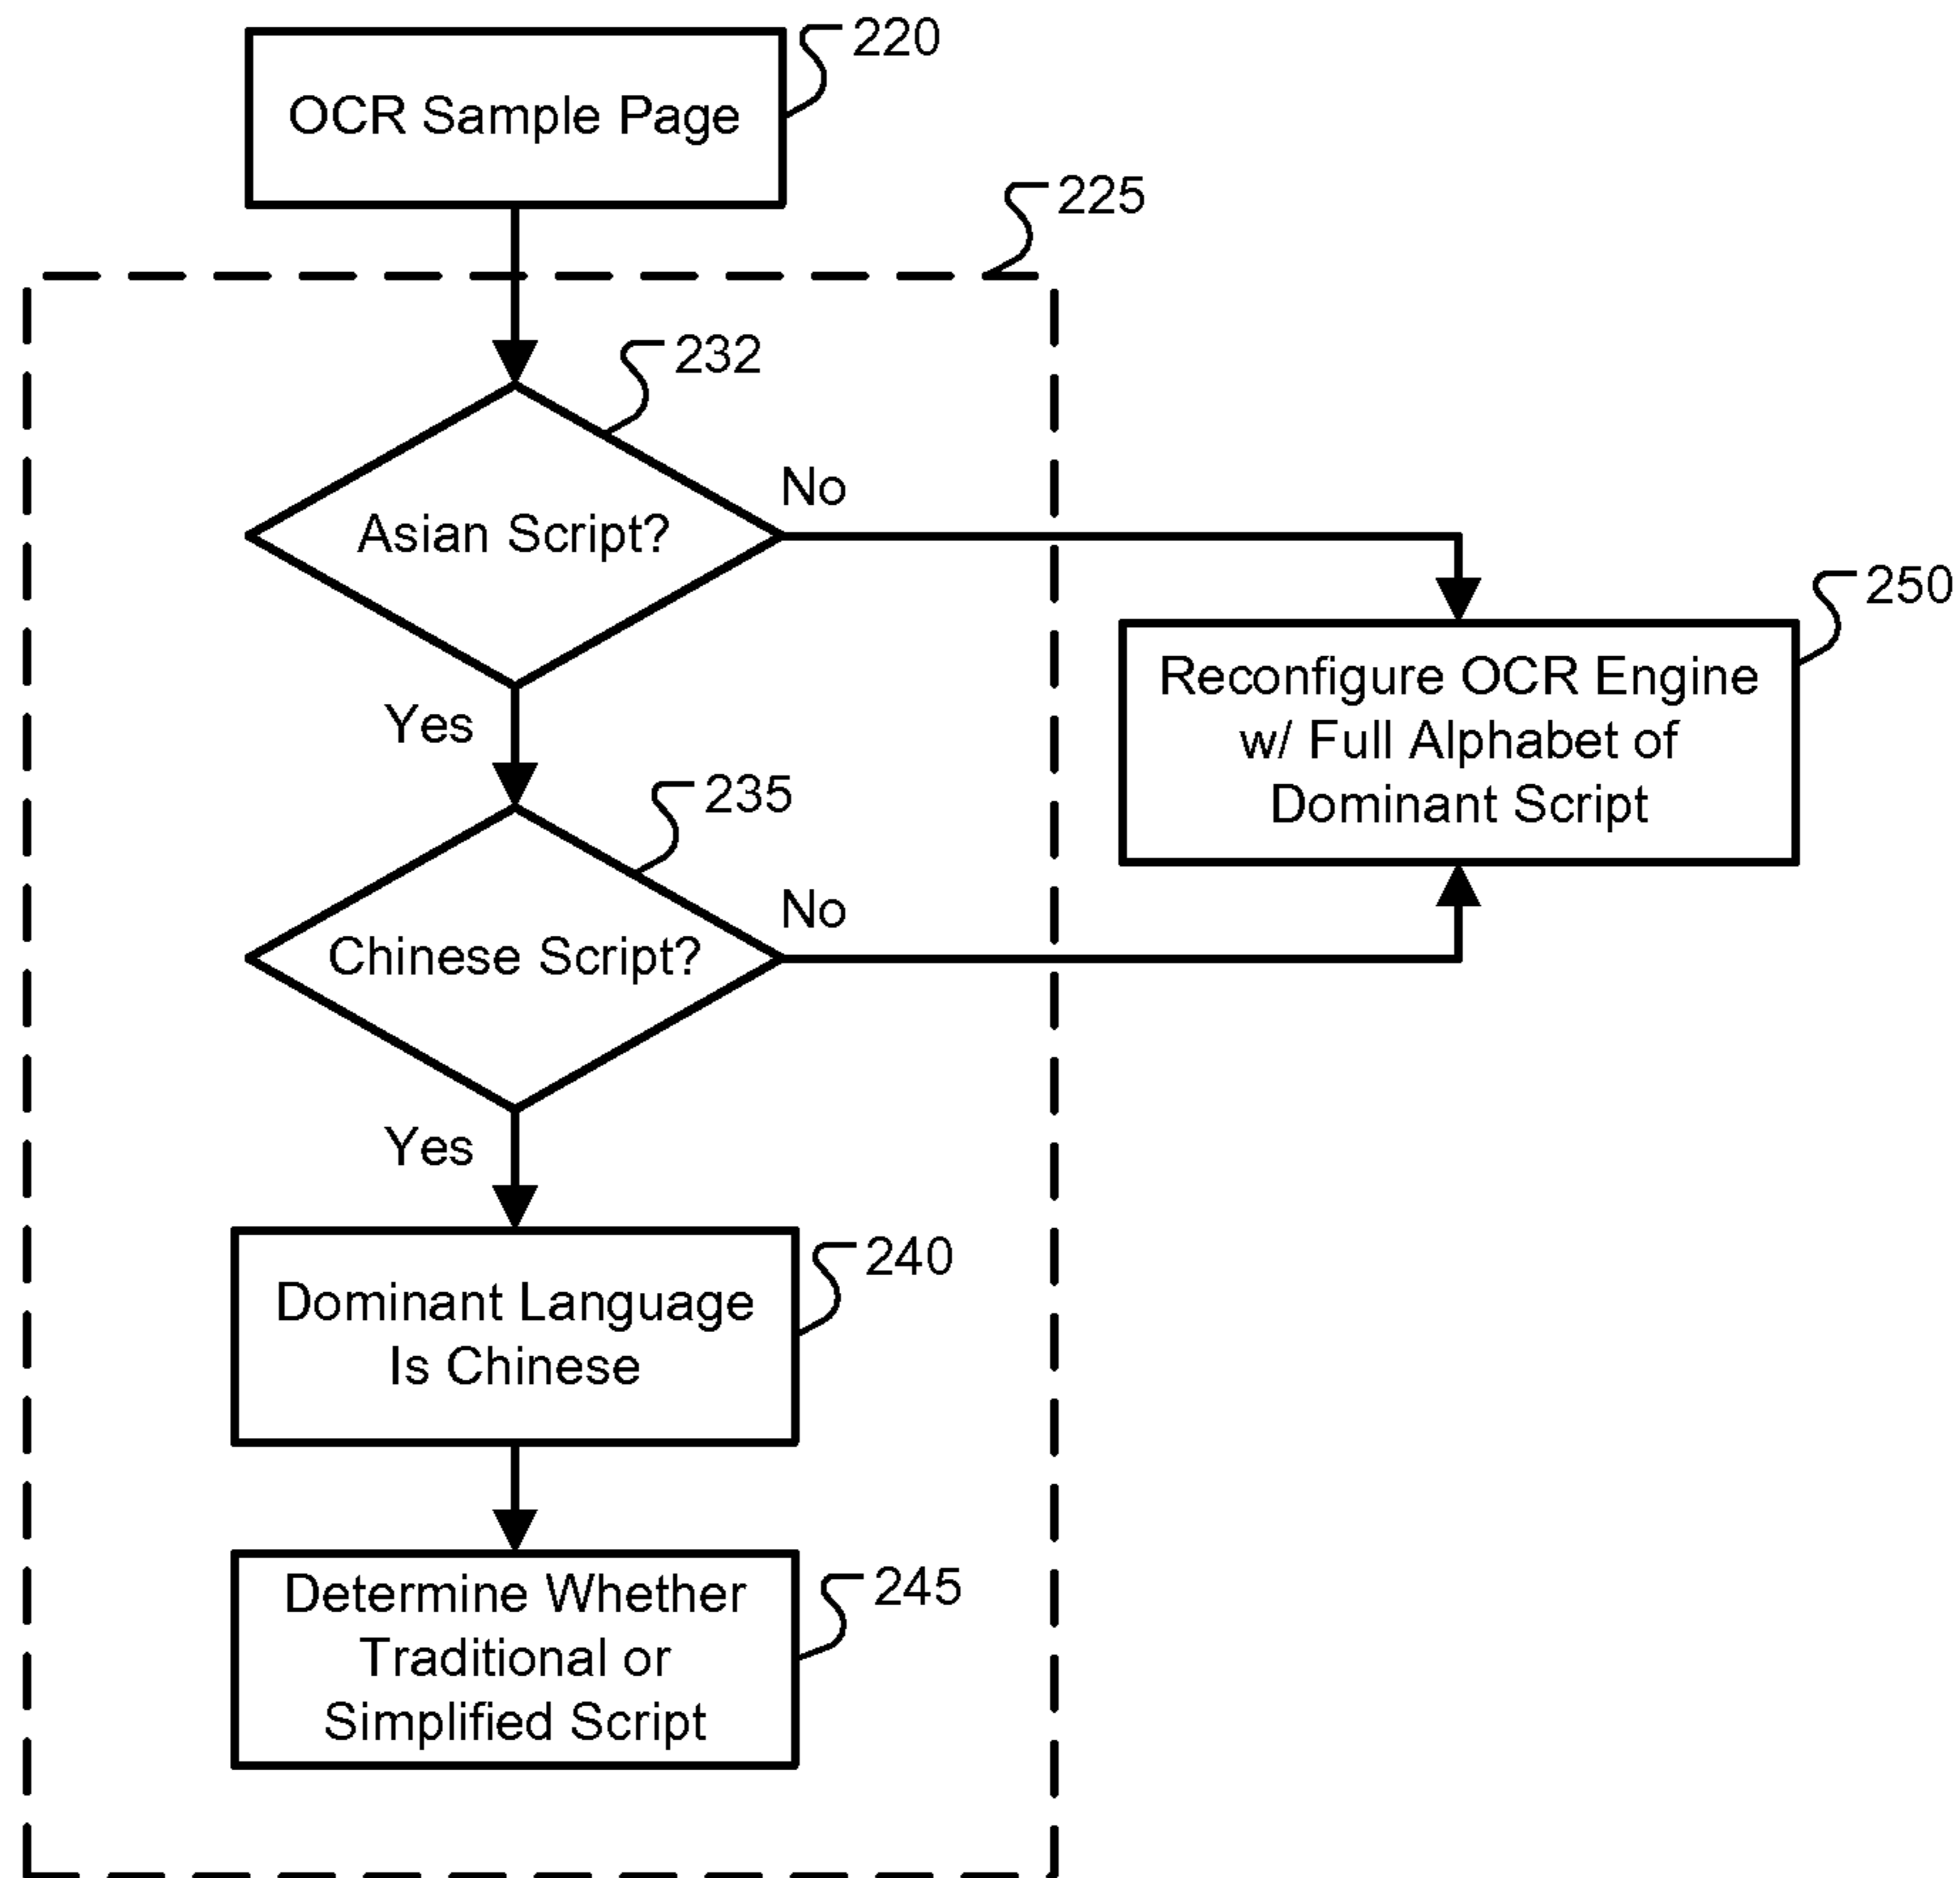 220
OCR Sample Page
225
232
Asian Script?
No
Yes
250
Reconfigure OCR Engine
w/ Full Alphabet of
Dominant Script
235
Chinese Script?
No
Yes
240
Dominant Language
Is Chinese
245
Determine Whether
Traditional or
Simplified Script